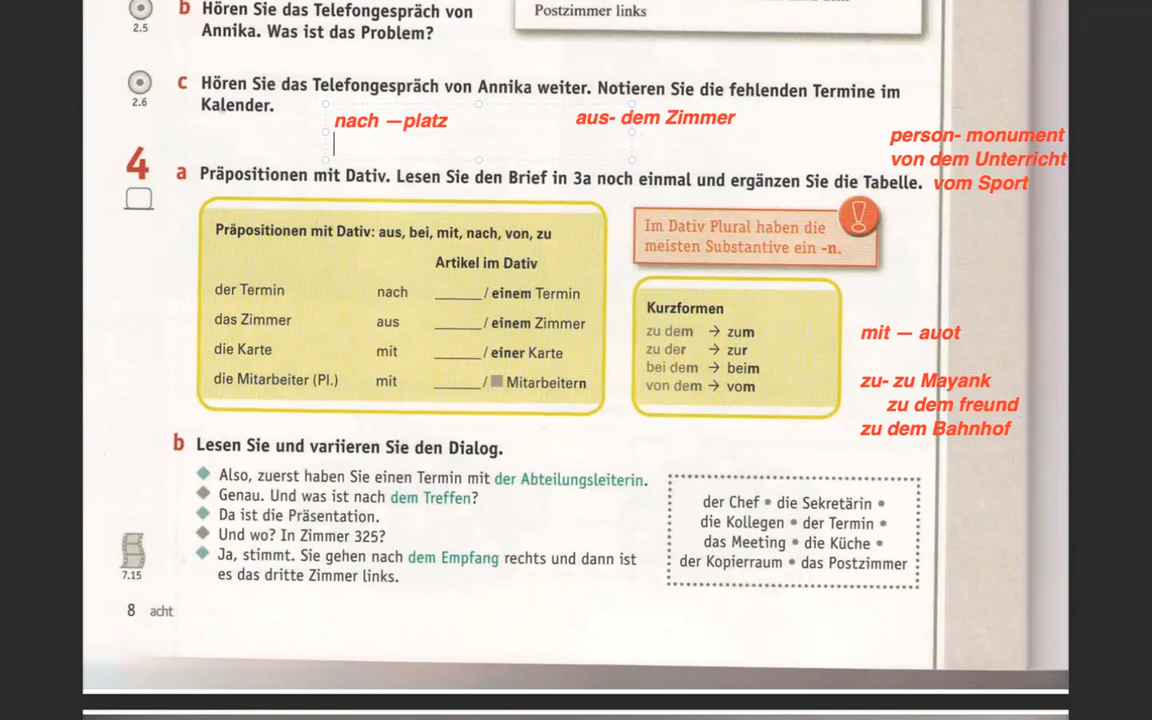 b Hören Sie das Telefongespräch von
Annika. Was ist das Problem?
2.5
Postzimmer links
c Hören Sie das Telefongespräch von Annika weiter. Notieren Sie die fehlenden Termine im
Kalender.
2.6
nach —platz
aus- dem Zimmer
person- monument
von dem Unterricht
vom Sport
4
a Präpositionen mit Dativ. Lesen Sie den Brief in 3a noch einmal und ergänzen Sie die Tabelle.
Präpositionen mit Dativ: aus, bei, mit, nach, von, zu
Artikel im Dativ
der Termin nach ______/ einem Termin
das Zimmer aus ______/ einem Zimmer
die Karte mit ______/ einer Karte
die Mitarbeiter (Pl.) mit ______/ Mitarbeitern
Im Dativ Plural haben die
meisten Substantive ein -n.
!
Kurzformen
zu dem → zum
zu der → zur
bei dem → beim
von dem → vom
mit — auot
zu- zu Mayank
zu dem freund
zu dem Bahnhof
b Lesen Sie und variieren Sie den Dialog.
Also, zuerst haben Sie einen Termin mit der Abteilungsleiterin.
Genau. Und was ist nach dem Treffen?
Da ist die Präsentation.
Und wo? In Zimmer 325?
Ja, stimmt. Sie gehen nach dem Empfang rechts und dann ist
es das dritte Zimmer links.
der Chef • die Sekretärin •
die Kollegen • der Termin •
das Meeting • die Küche •
der Kopierraum • das Postzimmer
7.15
8 acht